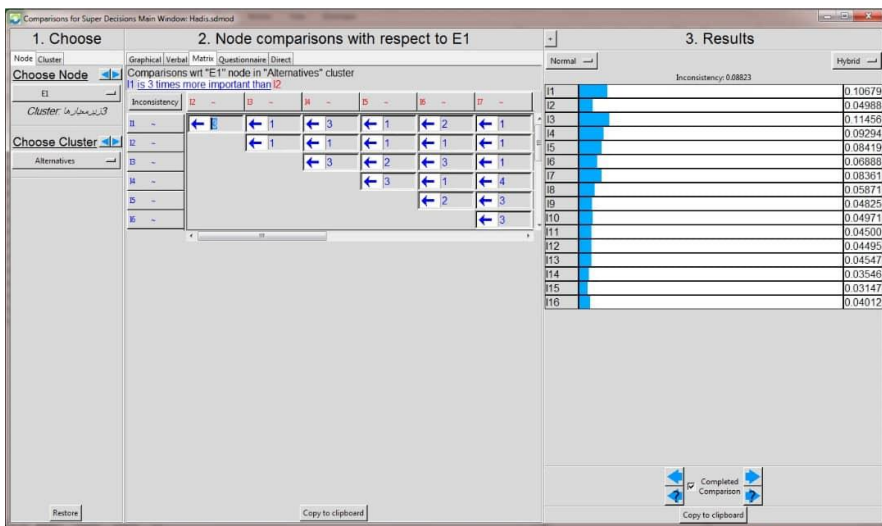 Comparisons for Super Decisions Main Window: Hadis.sdmod
1. Choose
Node Cluster
Choose Node
E1
Cluster: 3زیرمعیارها
Choose Cluster
Alternatives
Restore
2. Node comparisons with respect to E1
Graphical Verbal Matrix Questionnaire Direct
Comparisons wrt "E1" node in "Alternatives" cluster
I1 is 3 times more important than I2
Inconsistency I2 ~ I3 ~ I4 ~ I5 ~ I6 ~ I7 ~
I1 ~ 3 1 3 1 2 1
I2 ~ 1 1 1 1 1
I3 ~ 3 2 3 1
I4 ~ 3 1 4
I5 ~ 2 3
I6 ~ 3
Copy to clipboard
+ 3. Results
Normal Hybrid
Inconsistency: 0.08823
I1 0.10679
I2 0.04988
I3 0.11456
I4 0.09294
I5 0.08419
I6 0.06888
I7 0.08361
I8 0.05871
I9 0.04825
I10 0.04971
I11 0.04500
I12 0.04495
I13 0.04547
I14 0.03546
I15 0.03147
I16 0.04012
Completed
Comparison
Copy to clipboard